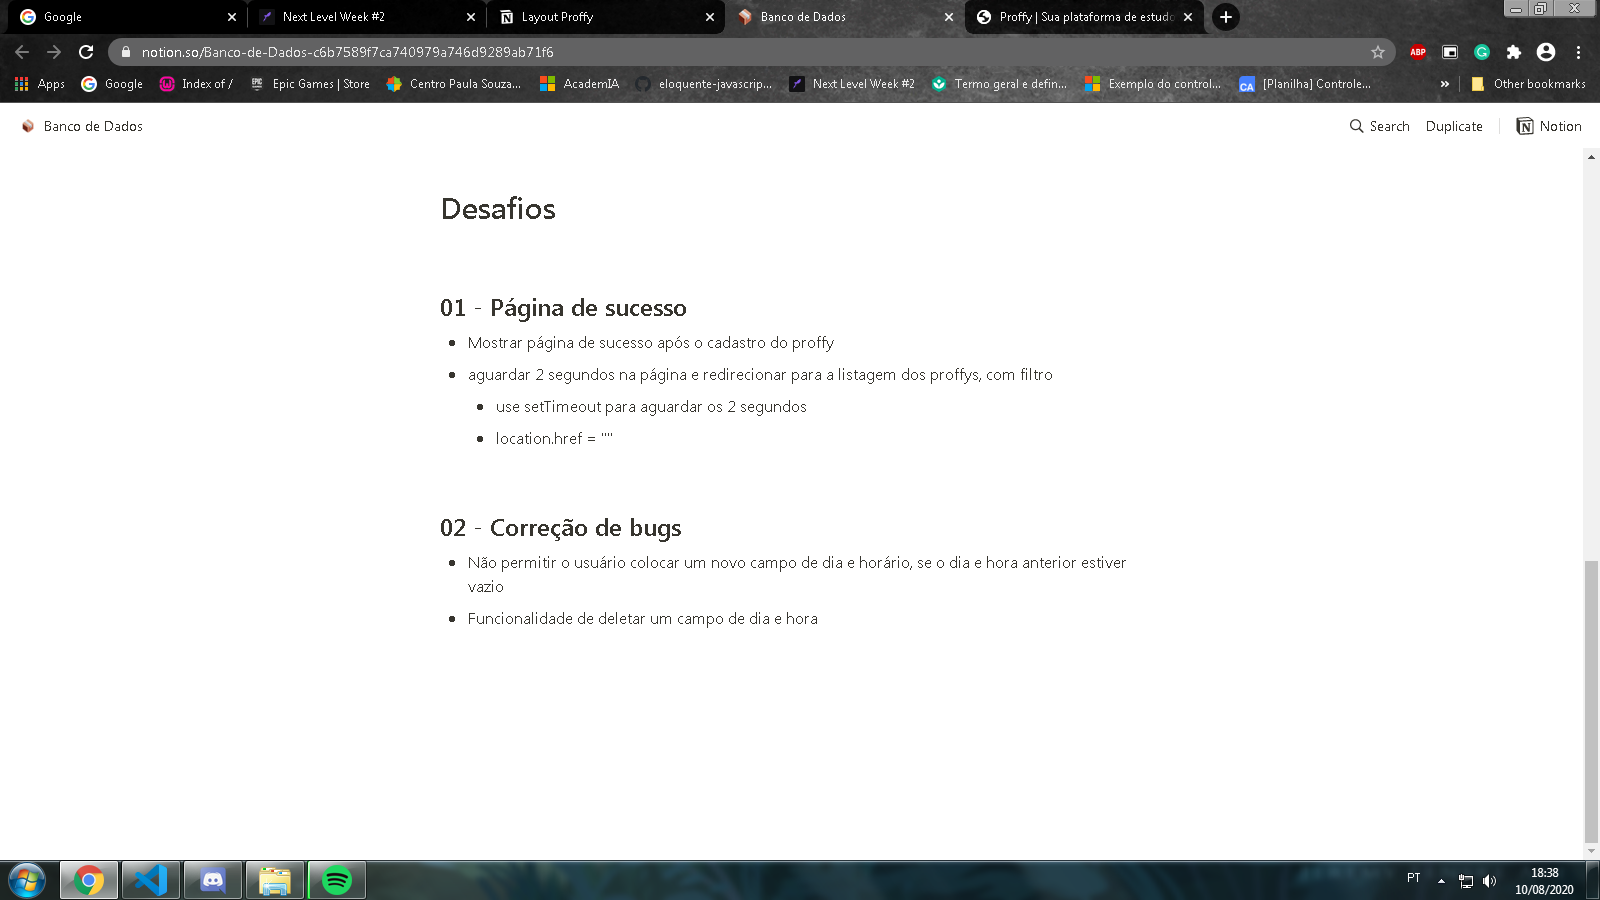 Google
Next Level Week #2
Layout Proffy
Banco de Dados
Proffy | Sua plataforma de estudo
notion.so/Banco-de-Dados-c6b7589f7ca740979a746d9289ab71f6
ABP
Apps
Google
Index of /
Epic Games | Store
Centro Paula Souza...
AcademIA
eloquente-javascrip...
Next Level Week #2
Termo geral e defin...
Exemplo do control...
[Planilha] Controle...
»
Other bookmarks
Banco de Dados
Search
Duplicate
Notion
Desafios
01 - Página de sucesso
• Mostrar página de sucesso após o cadastro do proffy
• aguardar 2 segundos na página e redirecionar para a listagem dos proffys, com filtro
• use setTimeout para aguardar os 2 segundos
• location.href = ""
02 - Correção de bugs
• Não permitir o usuário colocar um novo campo de dia e horário, se o dia e hora anterior estiver
vazio
• Funcionalidade de deletar um campo de dia e hora
PT
18:38
10/08/2020